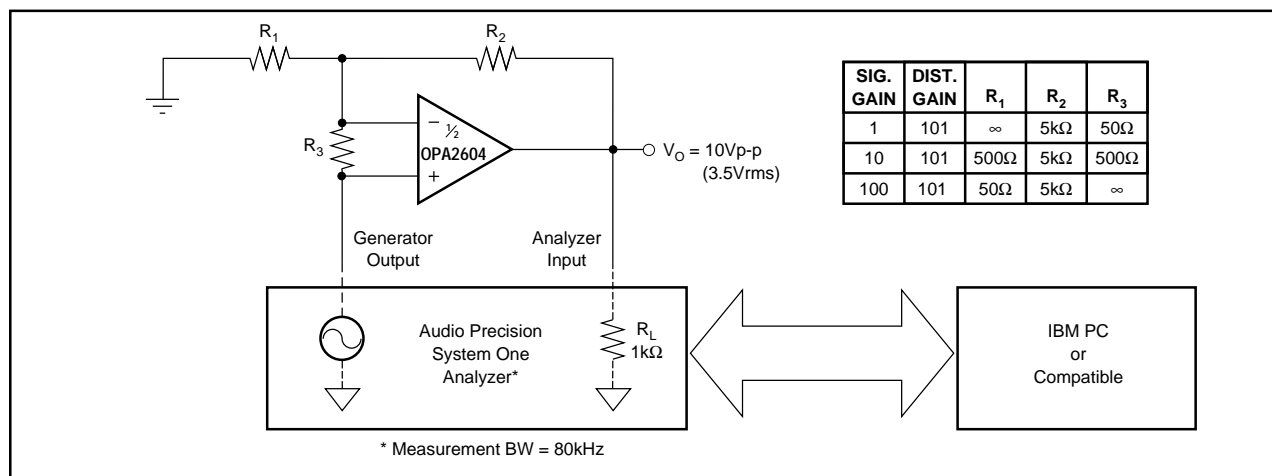 R1
R2
R3
−
+
½
OPA2604
VO = 10Vp-p
(3.5Vrms)
Generator
Output
Analyzer
Input
Audio Precision
System One
Analyzer*
RL
1kΩ
IBM PC
or
Compatible
* Measurement BW = 80kHz
SIG. GAIN DIST. GAIN R1 R2 R3
1 101 ∞ 5kΩ 50Ω
10 101 500Ω 5kΩ 500Ω
100 101 50Ω 5kΩ ∞